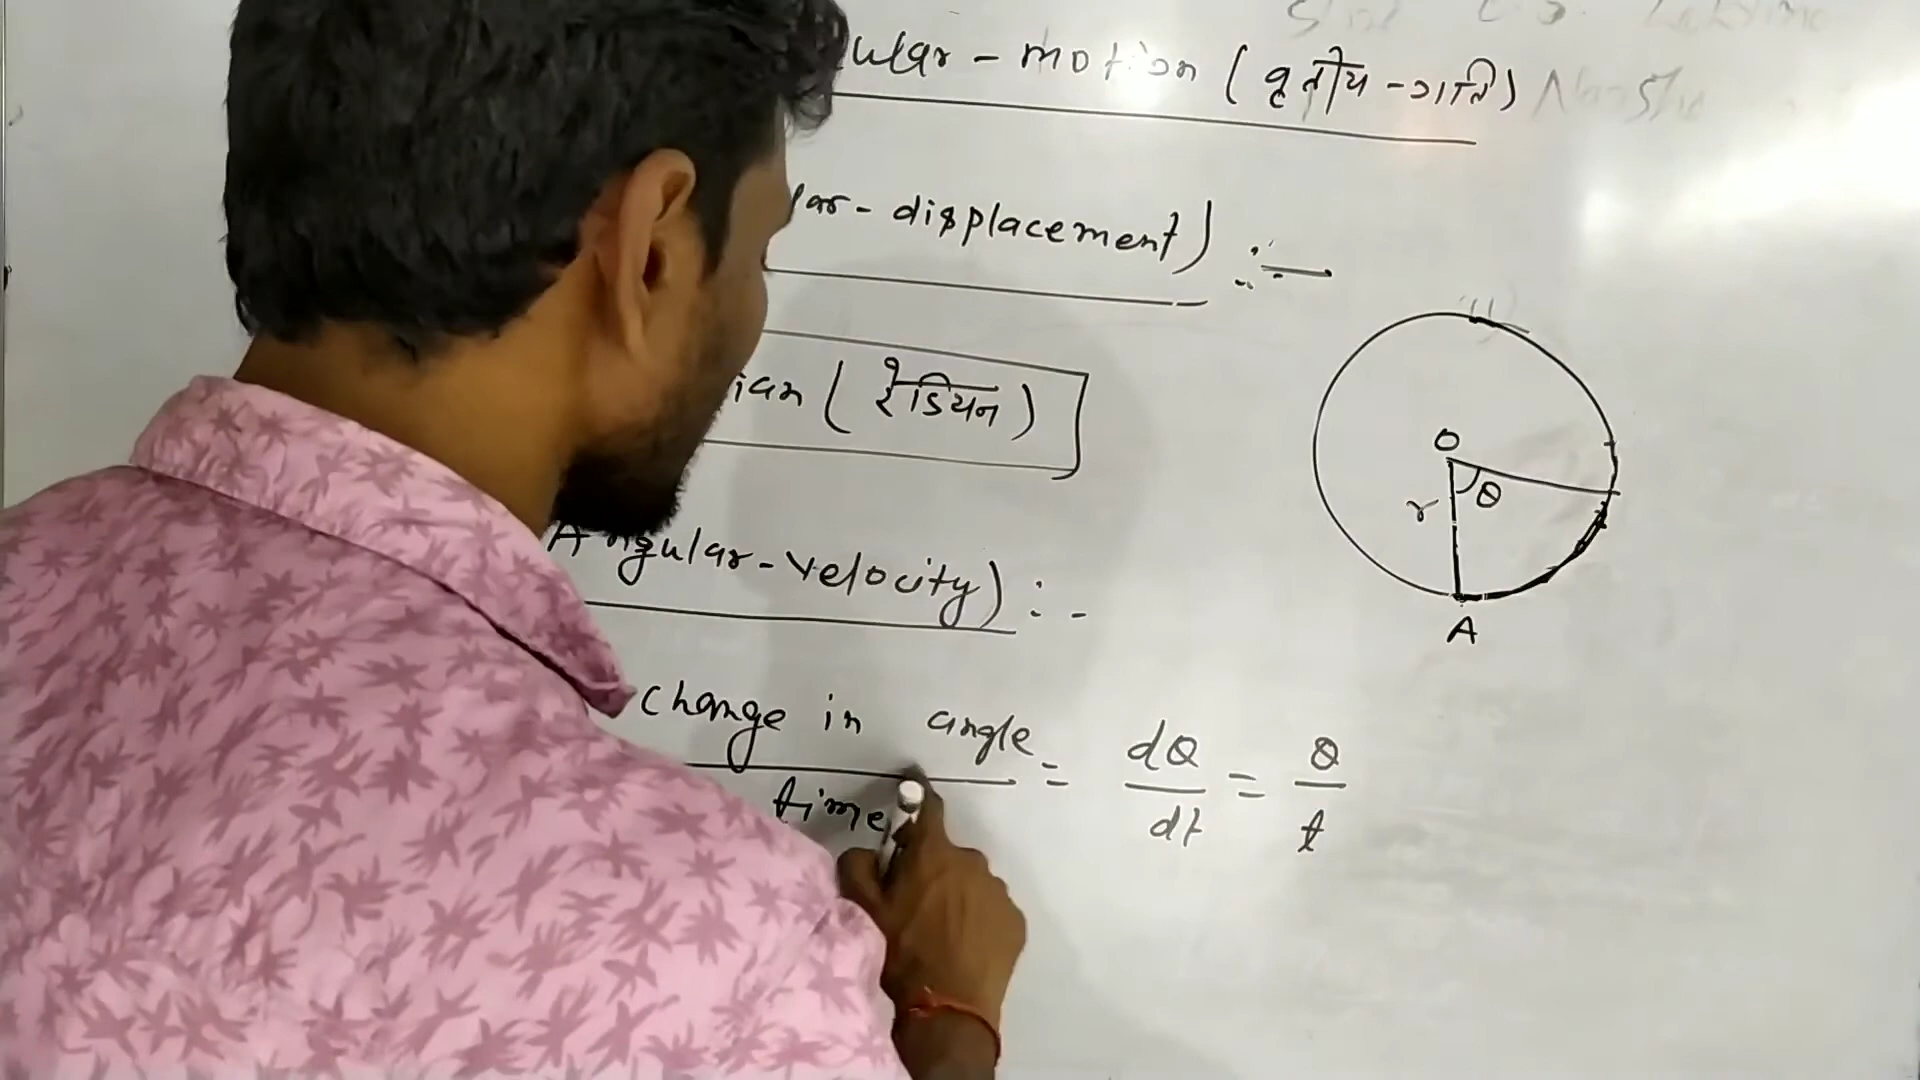 ular - motion (वृत्तीय - गति)
lar - displacement) :-
ian (रेडियन)
O
θ
r
A
Angular - velocity) :-
change in angle = dθ = θ
time dt t